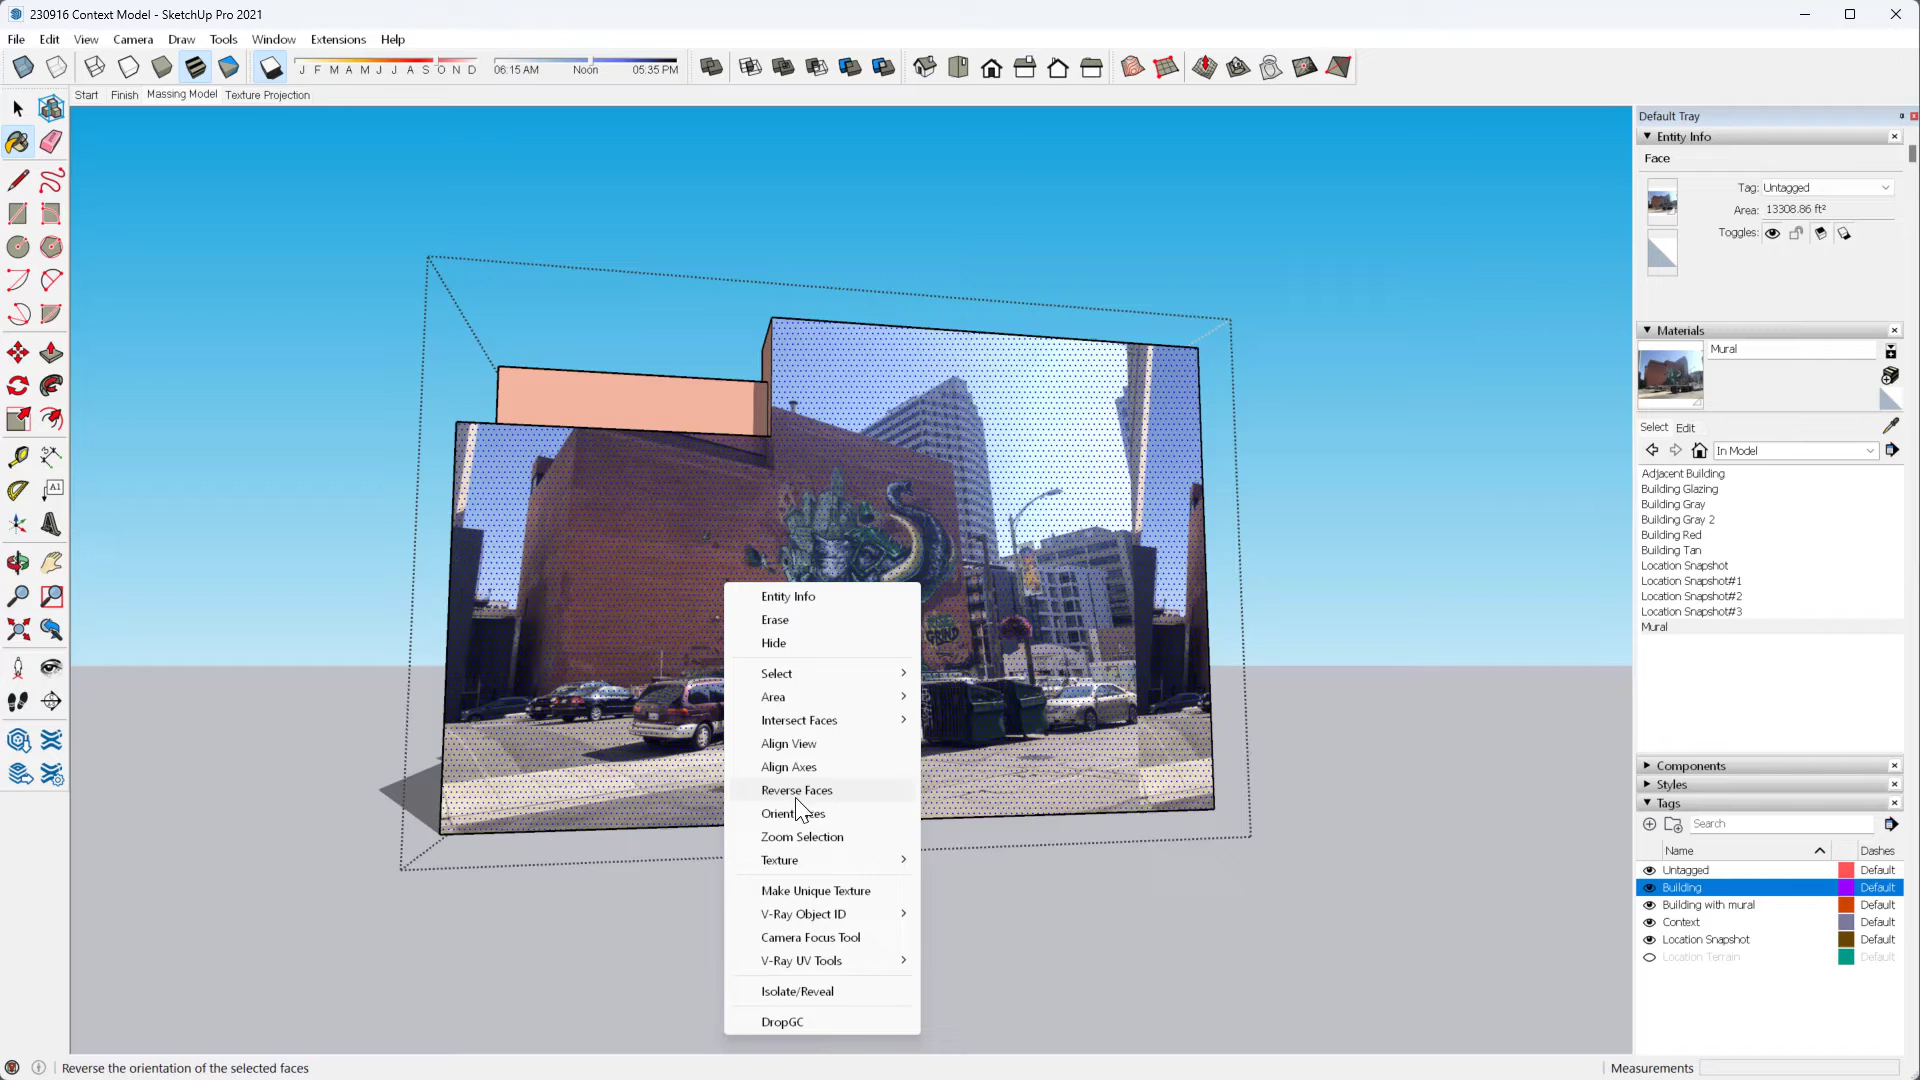 230916 Context Model - SketchUp Pro 2021
File Edit View Camera Draw Tools Window Extensions Help
J F M A M J J A S O N D 06:15 AM Noon 05:35 PM
Start Finish Massing Model Texture Projection
A1
Default Tray
Entity Info
Face
Tag: Untagged
Area: 13308.86 ft²
Toggles:
Materials
Mural
Select Edit
In Model
Adjacent Building
Building Glazing
Building Gray
Building Gray 2
Building Red
Building Tan
Location Snapshot
Location Snapshot#1
Location Snapshot#2
Location Snapshot#3
Mural
Components
Styles
Tags
Search
Name Dashes
Untagged Default
Building Default
Building with mural Default
Context Default
Location Snapshot Default
Location Terrain Default
GRIND
Entity Info
Erase
Hide
Select
Area
Intersect Faces
Align View
Align Axes
Reverse Faces
Zoom Selection
Texture
Make Unique Texture
V-Ray Object ID
Camera Focus Tool
V-Ray UV Tools
Isolate/Reveal
DropGC
Reverse the orientation of the selected faces
Measurements